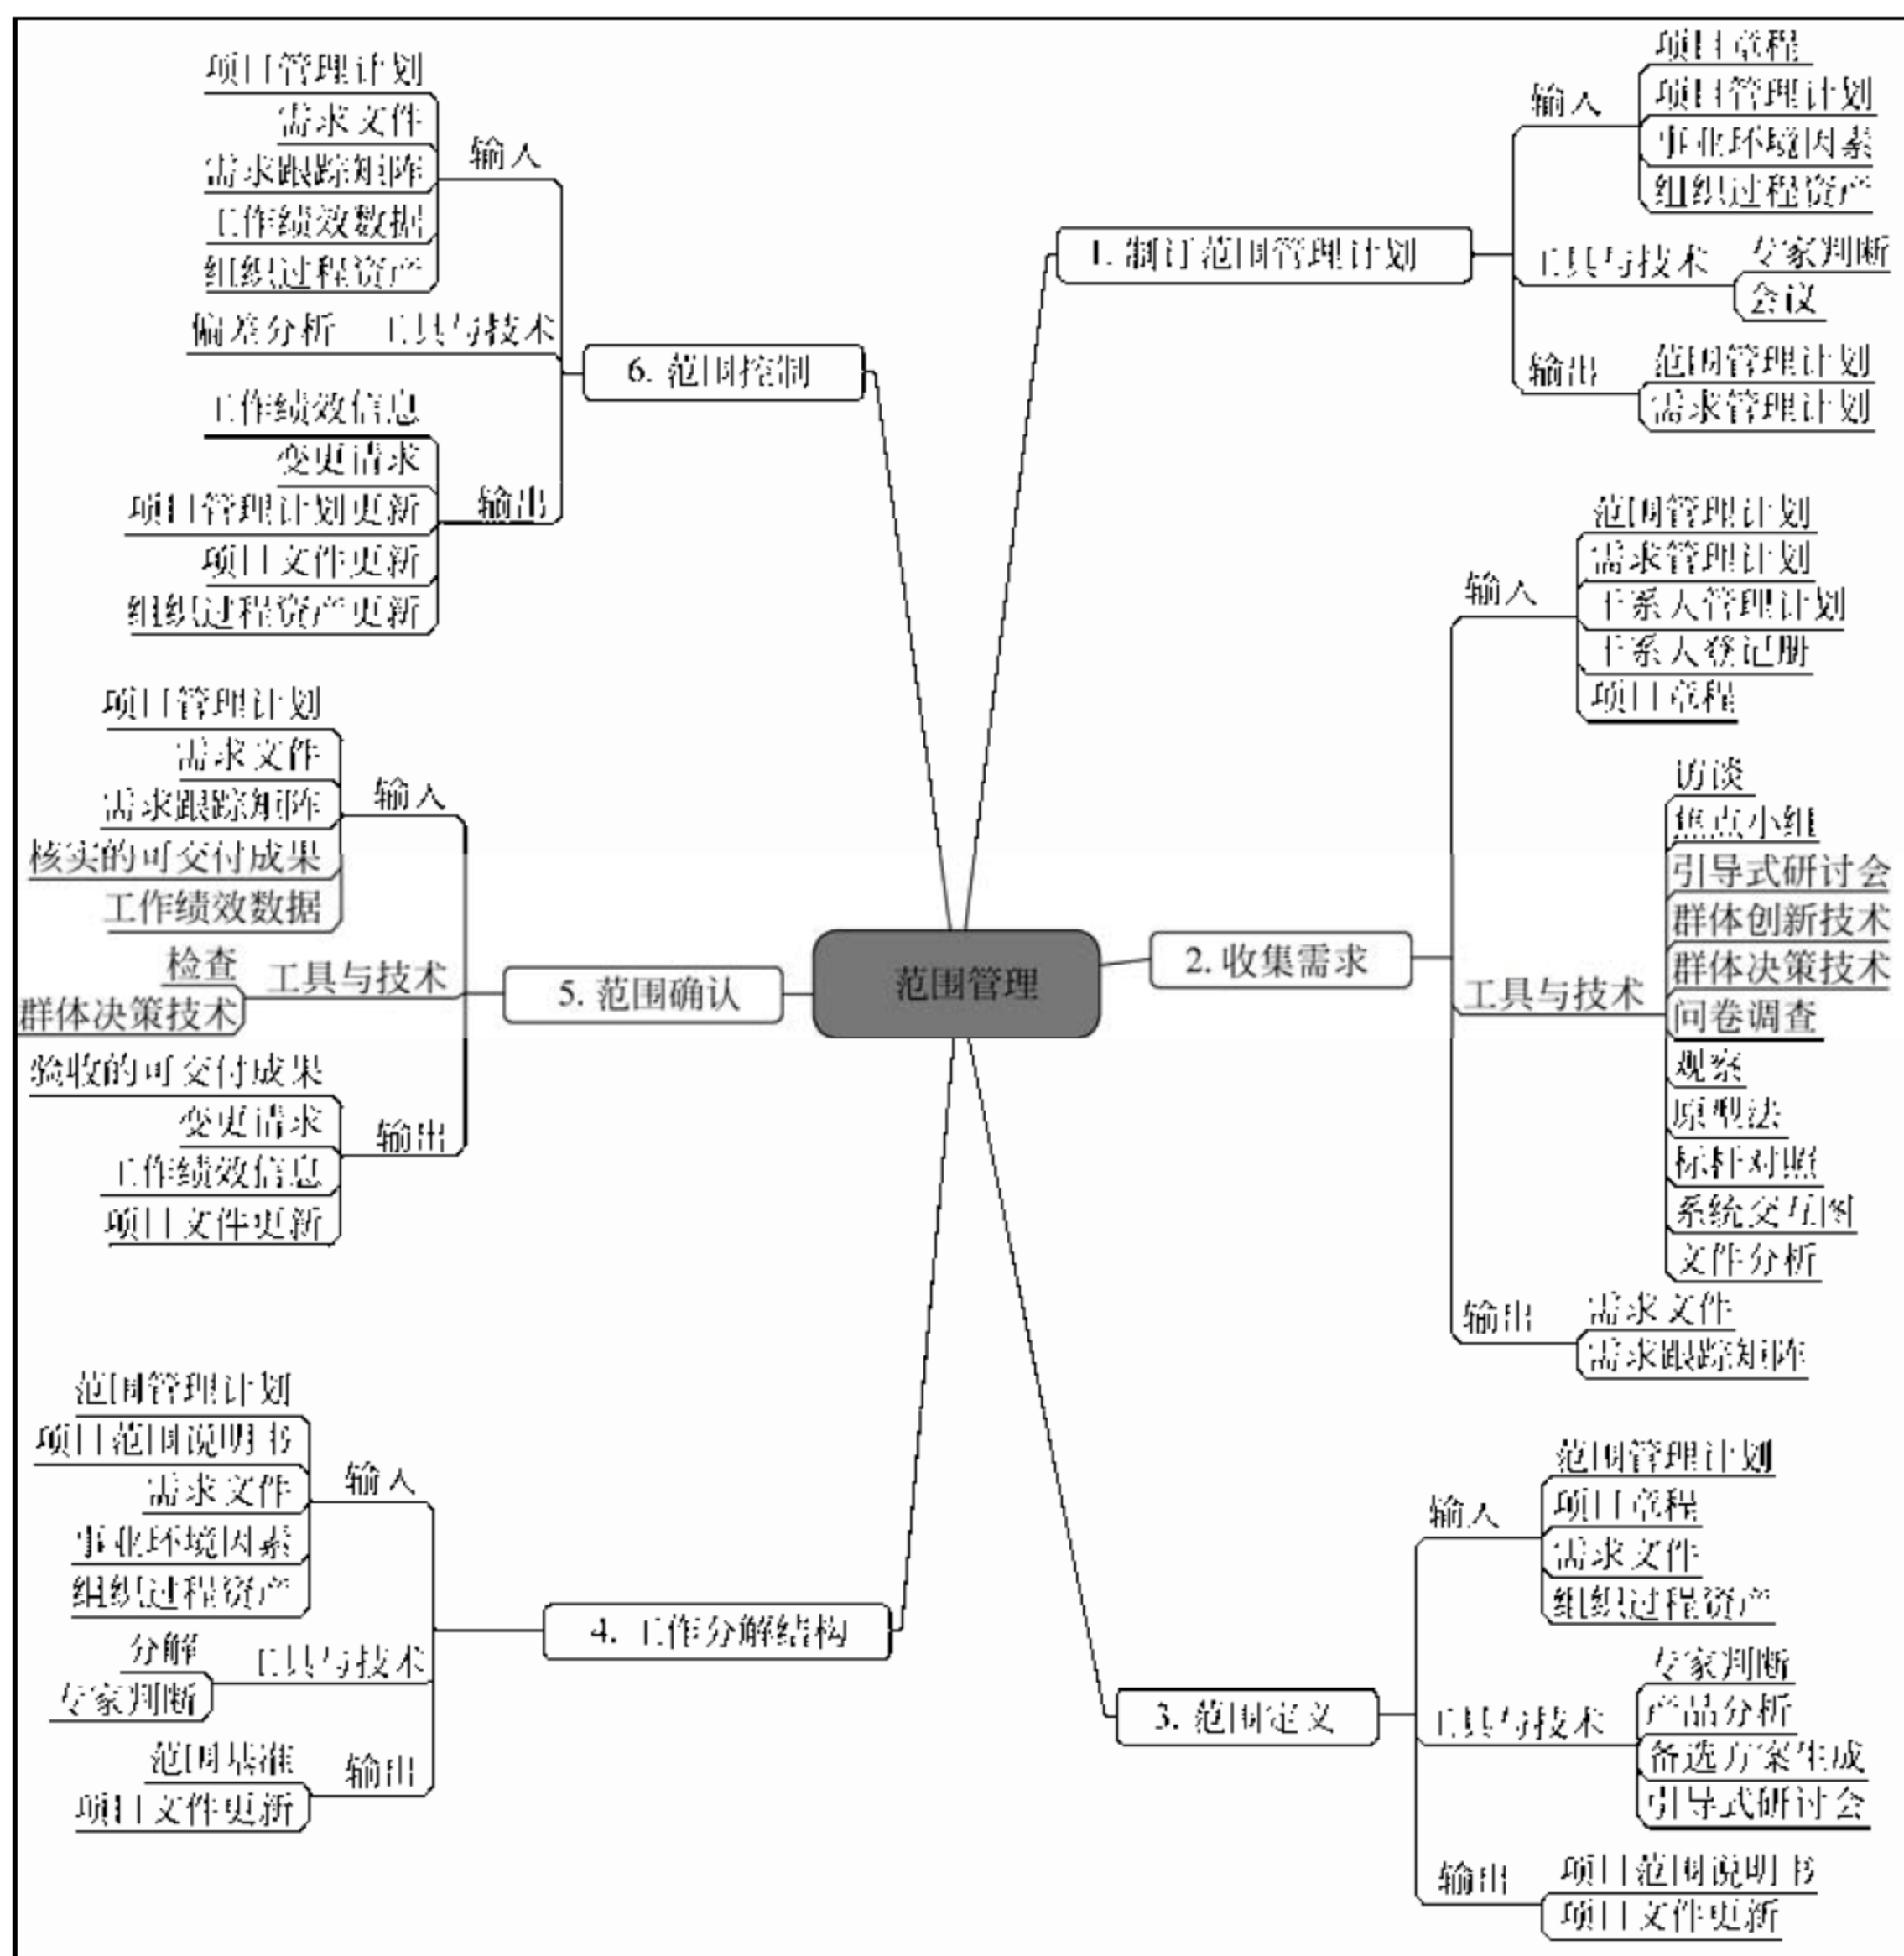 范围管理
1. 制订范围管理计划
输入
项目章程
项目管理计划
事业环境因素
组织过程资产
工具与技术
专家判断
会议
输出
范围管理计划
需求管理计划
2. 收集需求
输入
范围管理计划
需求管理计划
干系人管理计划
干系人登记册
项目章程
工具与技术
访谈
焦点小组
引导式研讨会
群体创新技术
群体决策技术
问卷调查
观察
原型法
标杆对照
系统交互图
文件分析
输出
需求文件
需求跟踪矩阵
3. 范围定义
输入
范围管理计划
项目章程
需求文件
组织过程资产
工具与技术
专家判断
产品分析
备选方案生成
引导式研讨会
输出
项目范围说明书
项目文件更新
4. 工作分解结构
输入
范围管理计划
项目范围说明书
需求文件
事业环境因素
组织过程资产
工具与技术
分解
专家判断
输出
范围基准
项目文件更新
5. 范围确认
输入
项目管理计划
需求文件
需求跟踪矩阵
核实的可交付成果
工作绩效数据
工具与技术
检查
群体决策技术
输出
验收的可交付成果
变更请求
工作绩效信息
项目文件更新
6. 范围控制
输入
项目管理计划
需求文件
需求跟踪矩阵
工作绩效数据
组织过程资产
工具与技术
偏差分析
输出
工作绩效信息
变更请求
项目管理计划更新
项目文件更新
组织过程资产更新